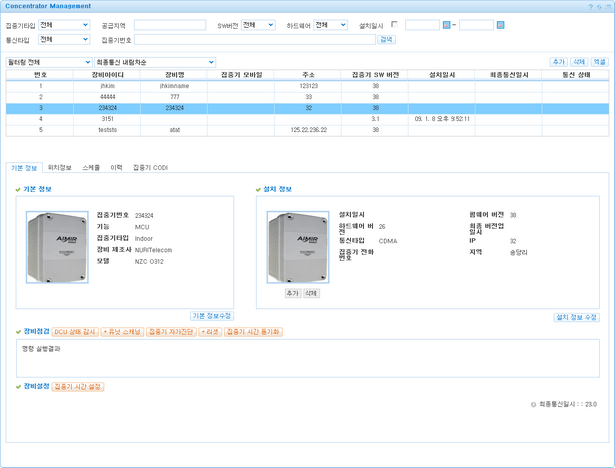 Concentrator Management
집중기타입 전체 공급지역 SW버전 전체 하드웨어 전체 설치일시 ~
통신타입 전체 집중기번호 검색
필터링 전체 최종통신 내림차순 추가 삭제 엑셀
번호 장비아이디 장비명 집중기 모바일 주소 집중기 SW 버전 설치일시 최종통신일시 통신 상태
1 jhkim jhkimname 123123 38
2 44444 777 33 38
3 234324 234324 32 38
4 3151 3.1 09. 1. 8 오후 9:52:11
5 teststs atat 125.22.236.22 38
기본 정보 위치정보 스케줄 이력 집중기 CODI
기본 정보
집중기번호 234324
기능 MCU
집중기타입 Indoor
장비 제조사 NURITelecom
모델 NZC O312
AiMIR
기본 정보수정
설치 정보
AiMIR
설치일시 펌웨어 버전 38
하드웨어 버전 26 최종 버전업일시
통신타입 CDMA IP 32
집중기 전화번호 지역 송달리
추가 삭제
설치 정보 수정
장비점검 DCU 상태 감시 + 유닛 스캐닝 집중기 자가진단 + 리셋 집중기 시간 동기화
명령 실행결과
장비설정 집중기 시간 설정
최종통신일시 : : 23.0